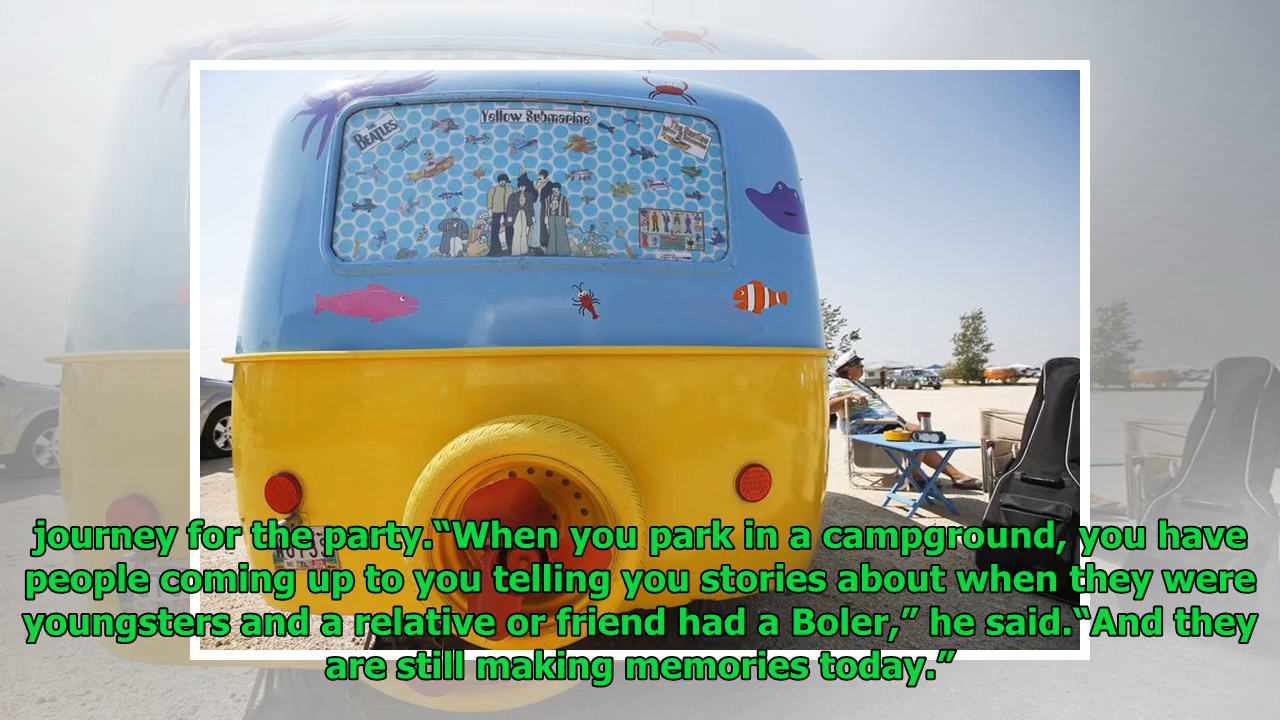 BEATLES
Yellow Submarine
journey for the party.“When you park in a campground, you have
people coming up to you telling you stories about when they were
youngsters and a relative or friend had a Boler,” he said.“And they
are still making memories today.”